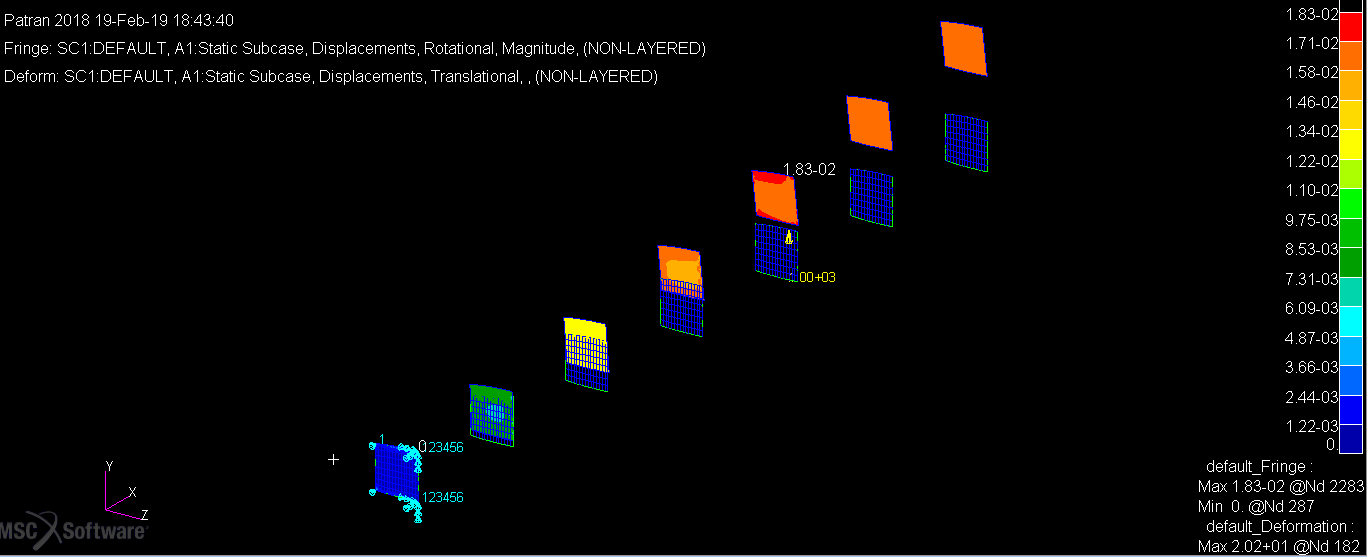 Patran 2018 19-Feb-19 18:43:40
Fringe: SC1:DEFAULT, A1:Static Subcase, Displacements, Rotational, Magnitude, (NON-LAYERED)
Deform: SC1:DEFAULT, A1:Static Subcase, Displacements, Translational, , (NON-LAYERED)
1.83-02
1.71-02
1.58-02
1.46-02
1.34-02
1.22-02
1.10-02
9.75-03
8.53-03
7.31-03
6.09-03
4.87-03
3.66-03
2.44-03
1.22-03
0.
1.83-02
.00+03
1
0
23456
123456
Y
X
Z
MSC Software
default_Fringe :
Max 1.83-02 @Nd 2283
Min 0. @Nd 287
default_Deformation :
Max 2.02+01 @Nd 182